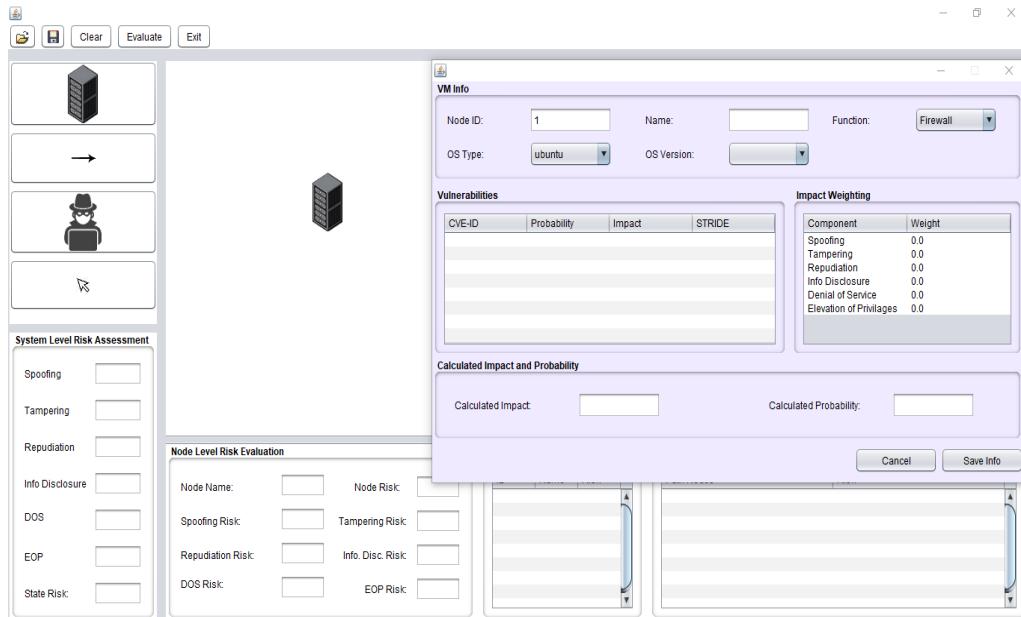 Clear Evaluate Exit
System Level Risk Assessment
Spoofing
Tampering
Repudiation
Info Disclosure
DOS
EOP
State Risk:
Node Level Risk Evaluation
Node Name: Node Risk:
Spoofing Risk: Tampering Risk:
Repudiation Risk: Info. Disc. Risk:
DOS Risk: EOP Risk:
VM Info
Node ID: 1 Name: Function: Firewall
OS Type: ubuntu OS Version:
Vulnerabilities
CVE-ID Probability Impact STRIDE
Impact Weighting
Component Weight
Spoofing 0.0
Tampering 0.0
Repudiation 0.0
Info Disclosure 0.0
Denial of Service 0.0
Elevation of Privilages 0.0
Calculated Impact and Probability
Calculated Impact: Calculated Probability:
Cancel Save Info